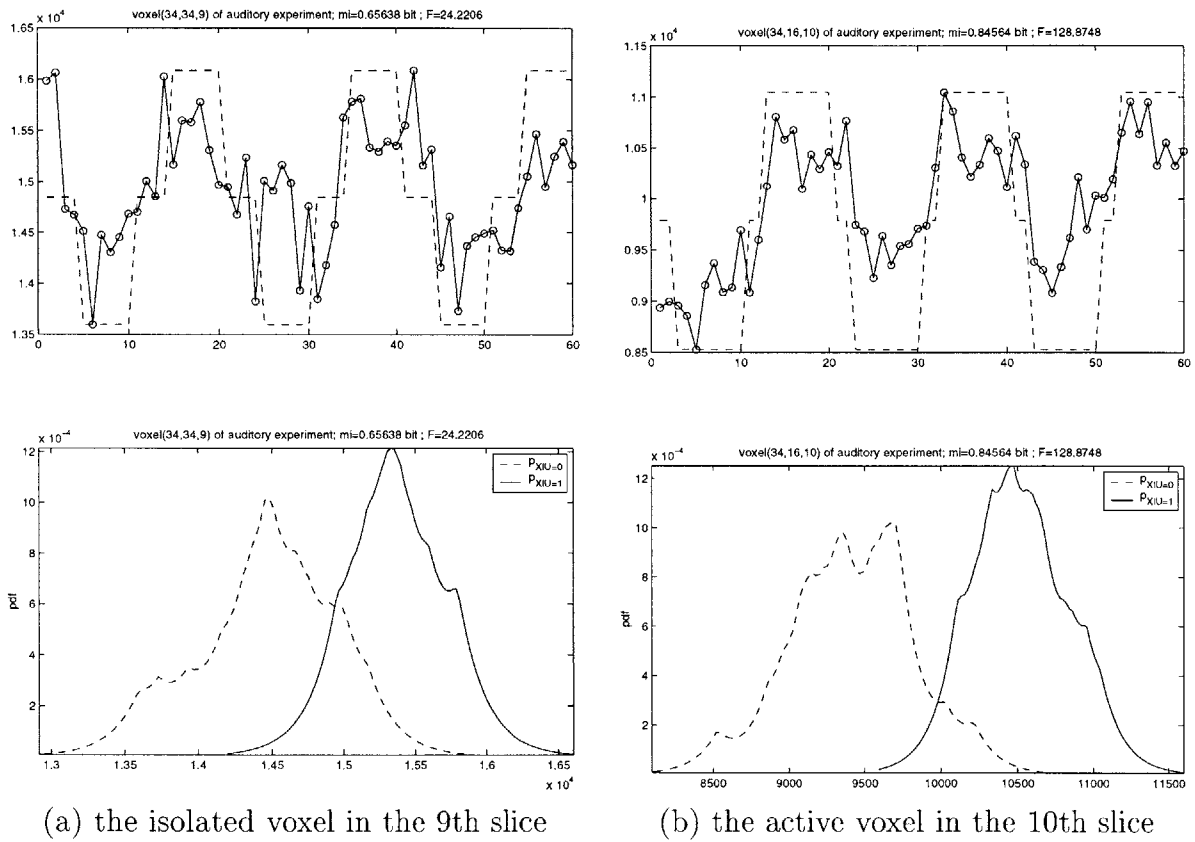 voxel(34,34,9) of auditory experiment; mi=0.65638 bit ; F=24.2206
x 10^4
1.65
1.6
1.55
1.5
1.45
1.4
1.35
0 10 20 30 40 50 60
voxel(34,16,10) of auditory experiment; mi=0.84564 bit ; F=128.8748
x 10^4
1.15
1.1
1.05
1
0.95
0.9
0.85
0 10 20 30 40 50 60
voxel(34,34,9) of auditory experiment; mi=0.65638 bit ; F=24.2206
x 10^-4
12
10
8
6
4
2
pdf
P_X|U=0
P_X|U=1
1.3 1.35 1.4 1.45 1.5 1.55 1.6 1.65
x 10^4
voxel(34,16,10) of auditory experiment; mi=0.84564 bit ; F=128.8748
x 10^-4
12
10
8
6
4
2
pdf
P_X|U=0
P_X|U=1
8500 9000 9500 10000 10500 11000 11500
(a) the isolated voxel in the 9th slice
(b) the active voxel in the 10th slice